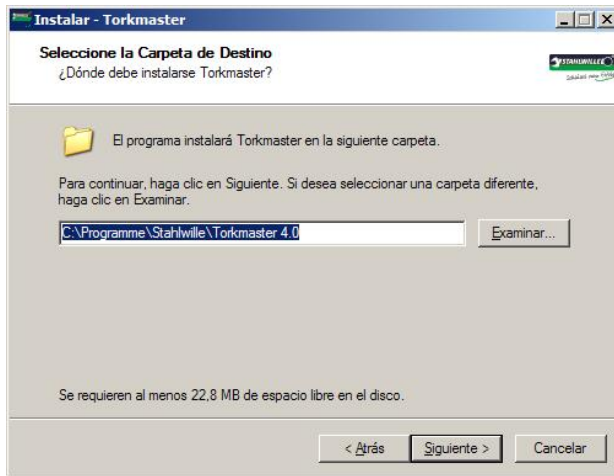 Instalar - Torkmaster
Seleccione la Carpeta de Destino
¿Dónde debe instalarse Torkmaster?
STAHLWILLE
El programa instalará Torkmaster en la siguiente carpeta.
Para continuar, haga clic en Siguiente. Si desea seleccionar una carpeta diferente,
haga clic en Examinar.
C:\Programme\Stahlwille\Torkmaster 4.0
Examinar...
Se requieren al menos 22,8 MB de espacio libre en el disco.
< Atrás
Siguiente >
Cancelar